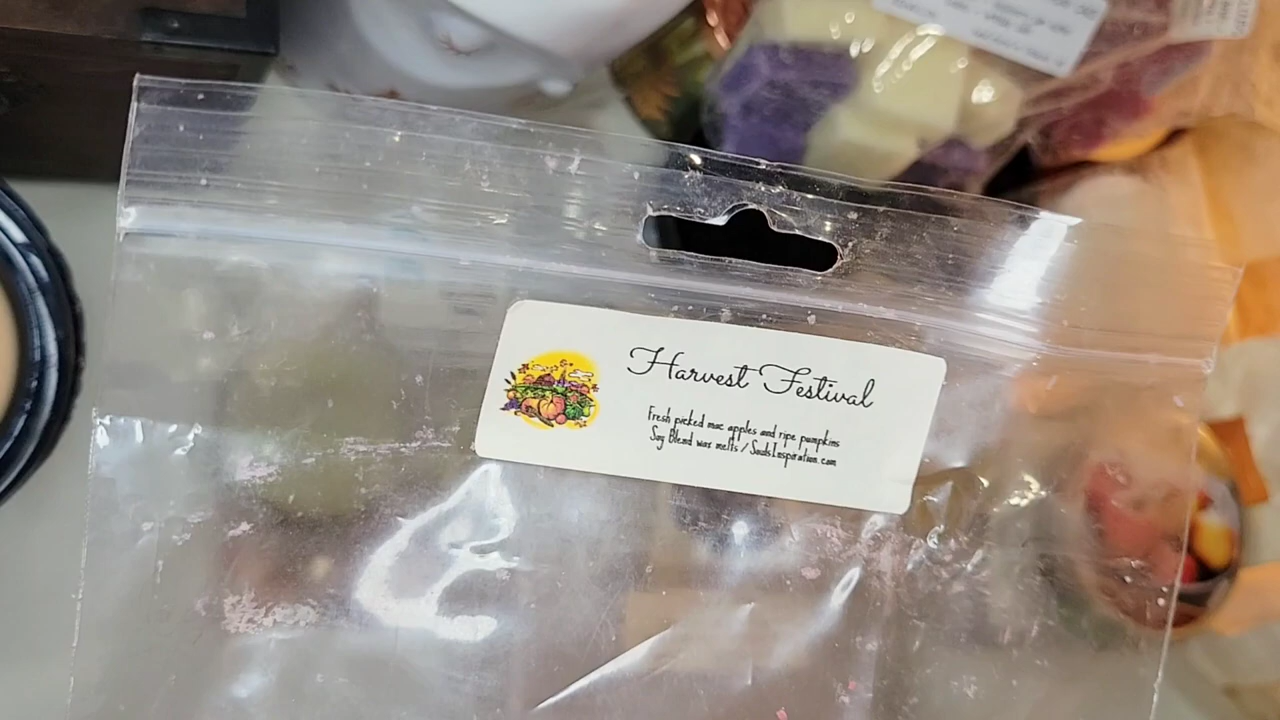 Harvest Festival
Fresh picked mac apples and ripe pumpkins
Soy Blend wax melts / SoulsInspiration.com